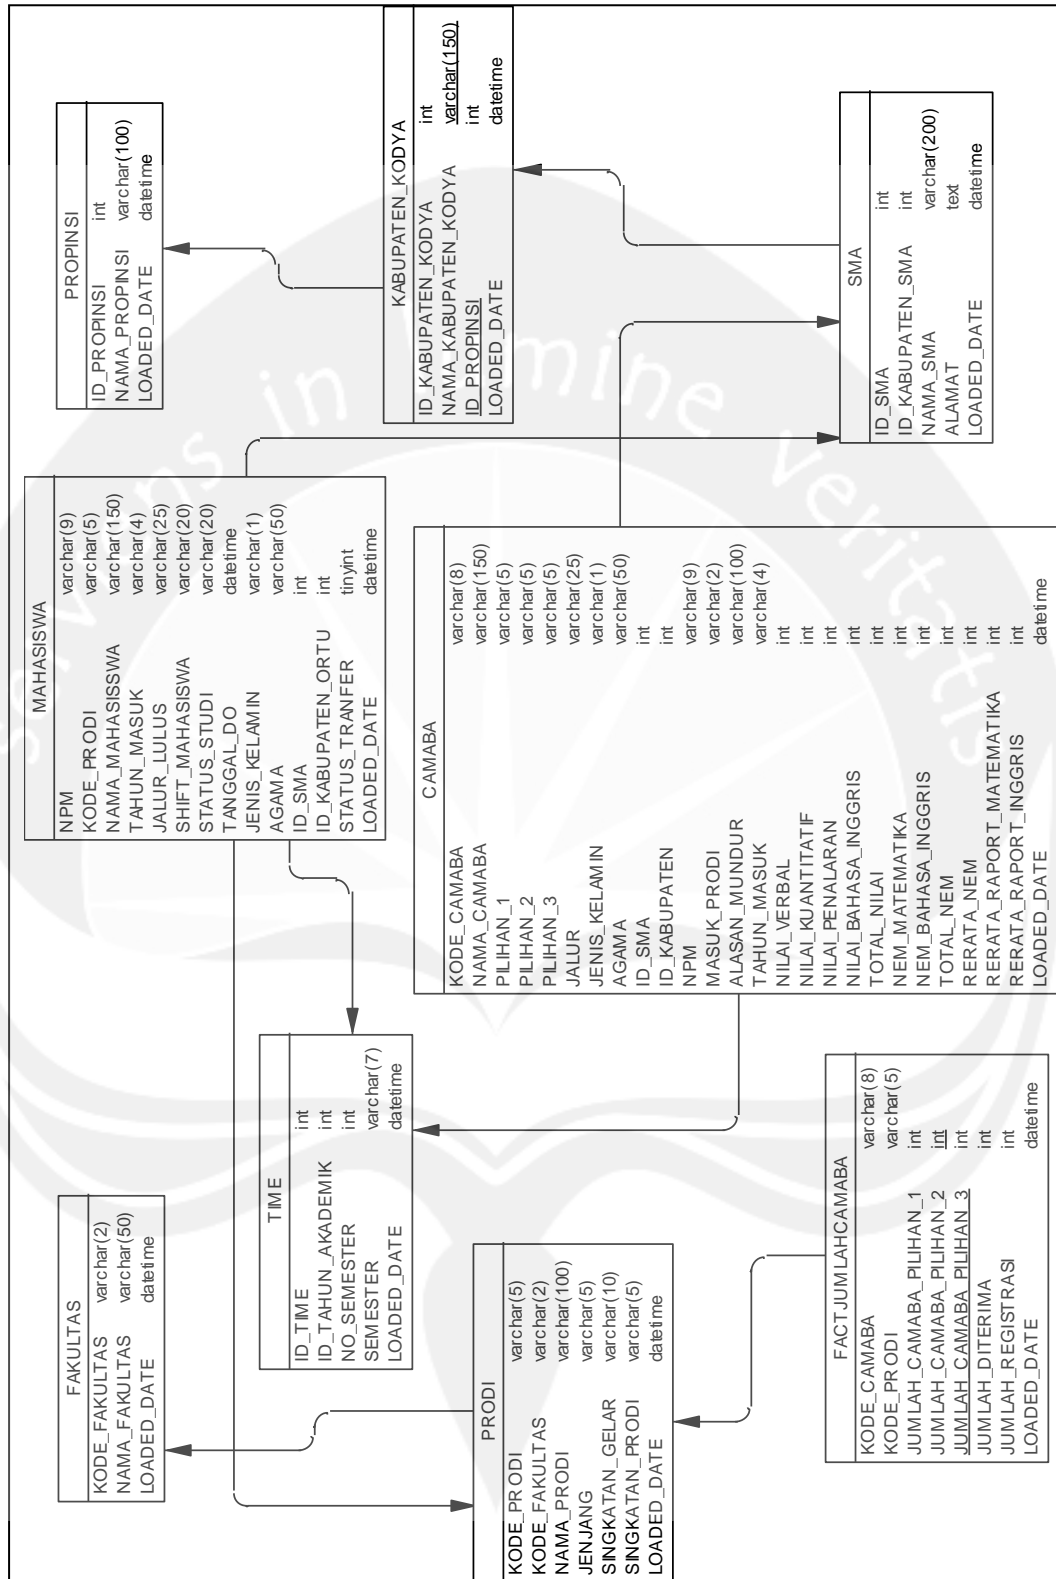 FAKULTAS
KODE_FAKULTAS varchar(2)
NAMA_FAKULTAS varchar(50)
LOADED_DATE datetime
MAHASISWA
NPM varchar(9)
KODE_PRODI varchar(5)
NAMA_MAHASISSWA varchar(150)
TAHUN_MASUK varchar(4)
JALUR_LULUS varchar(25)
SHIFT_MAHASISWA varchar(20)
STATUS_STUDI varchar(20)
TANGGAL_DO datetime
JENIS_KELAMIN varchar(1)
AGAMA varchar(50)
ID_SMA int
ID_KABUPATEN_ORTU int
STATUS_TRANFER tinyint
LOADED_DATE datetime
PROPINSI
ID_PROPINSI int
NAMA_PROPINSI varchar(100)
LOADED_DATE datetime
TIME
ID_TIME int
ID_TAHUN_AKADEMIK int
NO_SEMESTER int
SEMESTER varchar(7)
LOADED_DATE datetime
KABUPATEN_KODYA
ID_KABUPATEN_KODYA int
NAMA_KABUPATEN_KODYA varchar(150)
ID_PROPINSI int
LOADED_DATE datetime
PRODI
KODE_PRODI varchar(5)
KODE_FAKULTAS varchar(2)
NAMA_PRODI varchar(100)
JENJANG varchar(5)
SINGKATAN_GELAR varchar(10)
SINGKATAN_PRODI varchar(5)
LOADED_DATE datetime
CAMABA
KODE_CAMABA varchar(8)
NAMA_CAMABA varchar(150)
PILIHAN_1 varchar(5)
PILIHAN_2 varchar(5)
PILIHAN_3 varchar(5)
JALUR varchar(25)
JENIS_KELAMIN varchar(1)
AGAMA varchar(50)
ID_SMA int
ID_KABUPATEN int
NPM varchar(9)
MASUK_PRODI varchar(2)
ALASAN_MUNDUR varchar(100)
TAHUN_MASUK varchar(4)
NILAI_VERBAL int
NILAI_KUANTITATIF int
NILAI_PENALARAN int
NILAI_BAHASA_INGGRIS int
TOTAL_NILAI int
NEM_MATEMATIKA int
NEM_BAHASA_INGGRIS int
TOTAL_NEM int
RERATA_NEM int
RERATA_RAPORT_MATEMATIKA int
RERATA_RAPORT_INGGRIS int
LOADED_DATE datetime
FACTJUMLAHCAMABA
KODE_CAMABA varchar(8)
KODE_PRODI varchar(5)
JUMLAH_CAMABA_PILIHAN_1 int
JUMLAH_CAMABA_PILIHAN_2 int
JUMLAH_CAMABA_PILIHAN_3 int
JUMLAH_DITERIMA int
JUMLAH_REGISTRASI int
LOADED_DATE datetime
SMA
ID_SMA int
ID_KABUPATEN_SMA int
NAMA_SMA varchar(200)
ALAMAT text
LOADED_DATE datetime
serviens in lumine veritatis